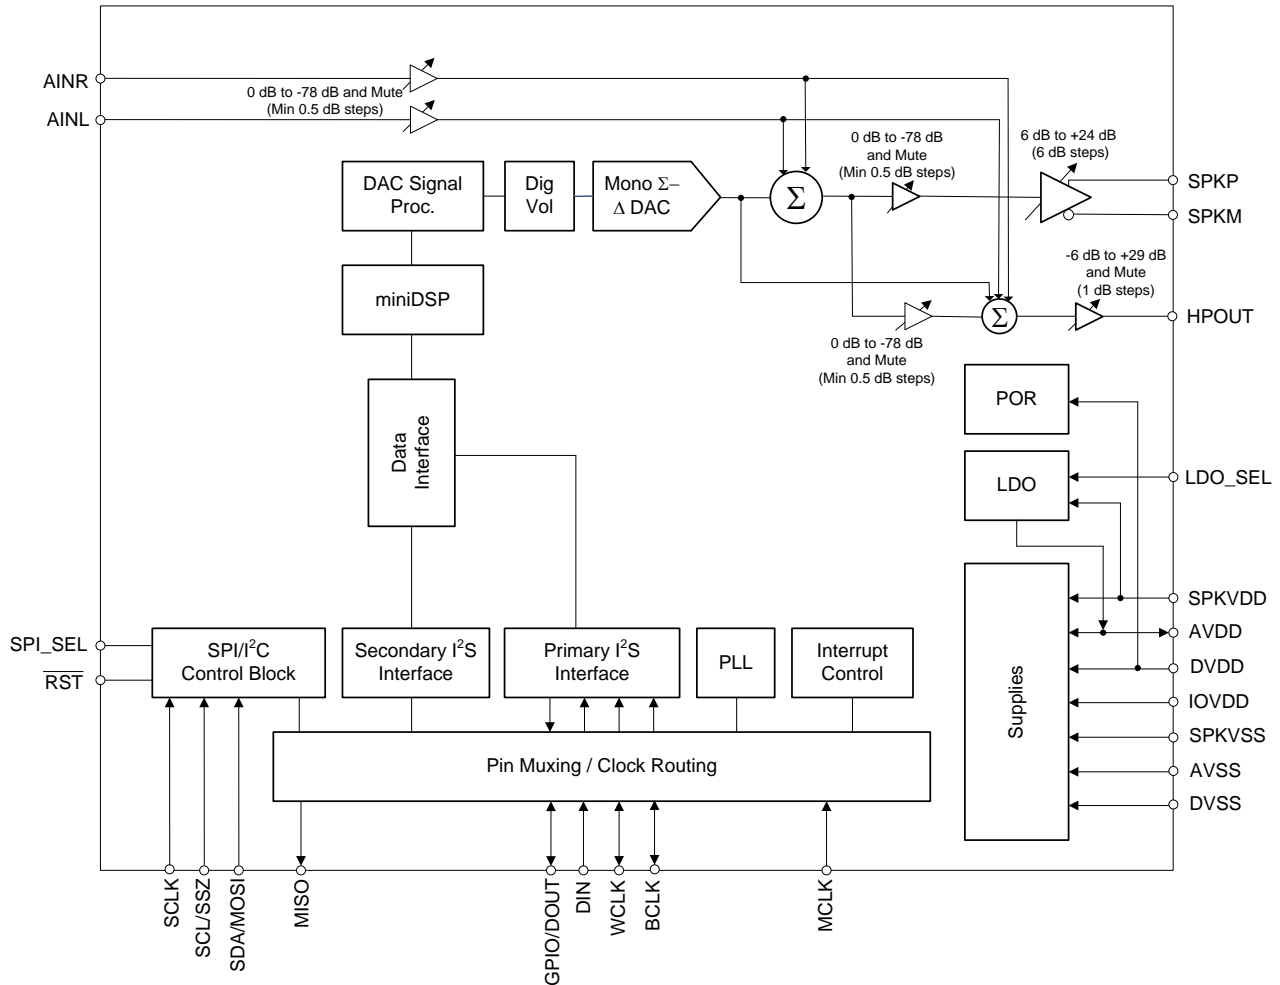 AINR
0 dB to -78 dB and Mute
(Min 0.5 dB steps)
AINL
0 dB to -78 dB
and Mute
(Min 0.5 dB steps)
6 dB to +24 dB
(6 dB steps)
DAC Signal
Proc.
Dig
Vol
Mono Σ–
Δ DAC
Σ
SPKP
SPKM
miniDSP
-6 dB to +29 dB
and Mute
(1 dB steps)
Σ
HPOUT
0 dB to -78 dB
and Mute
(Min 0.5 dB steps)
Data
Interface
POR
LDO
LDO_SEL
Supplies
SPKVDD
AVDD
DVDD
IOVDD
SPKVSS
AVSS
DVSS
SPI_SEL
RST
SPI/I²C
Control Block
Secondary I²S
Interface
Primary I²S
Interface
PLL
Interrupt
Control
Pin Muxing / Clock Routing
SCLK
SCL/SSZ
SDA/MOSI
MISO
GPIO/DOUT
DIN
WCLK
BCLK
MCLK